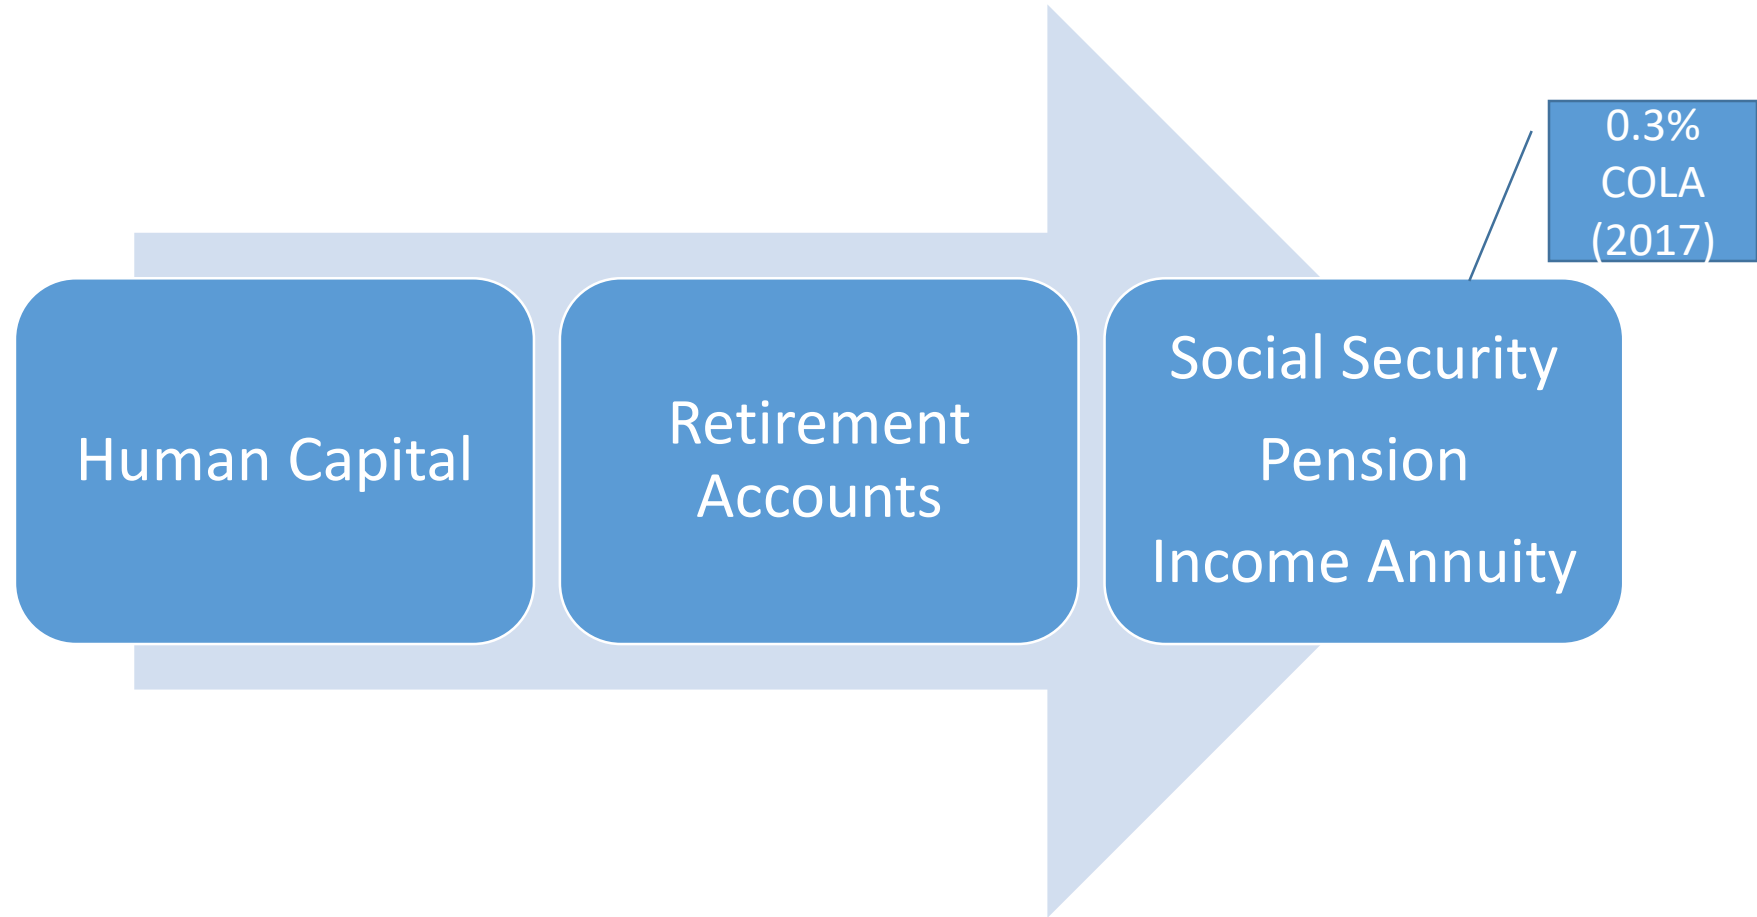 Human Capital
Retirement
Accounts
Social Security
Pension
Income Annuity
0.3%
COLA
(2017)